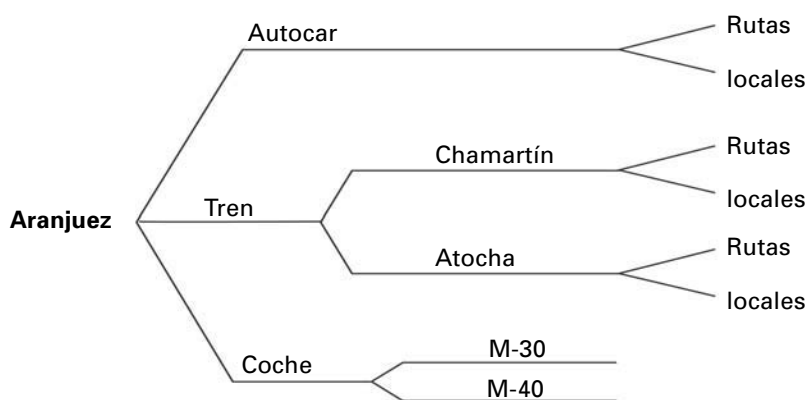 Autocar
Rutas
locales
Chamartín
Rutas
locales
Aranjuez
Tren
Atocha
Rutas
locales
Coche
M-30
M-40